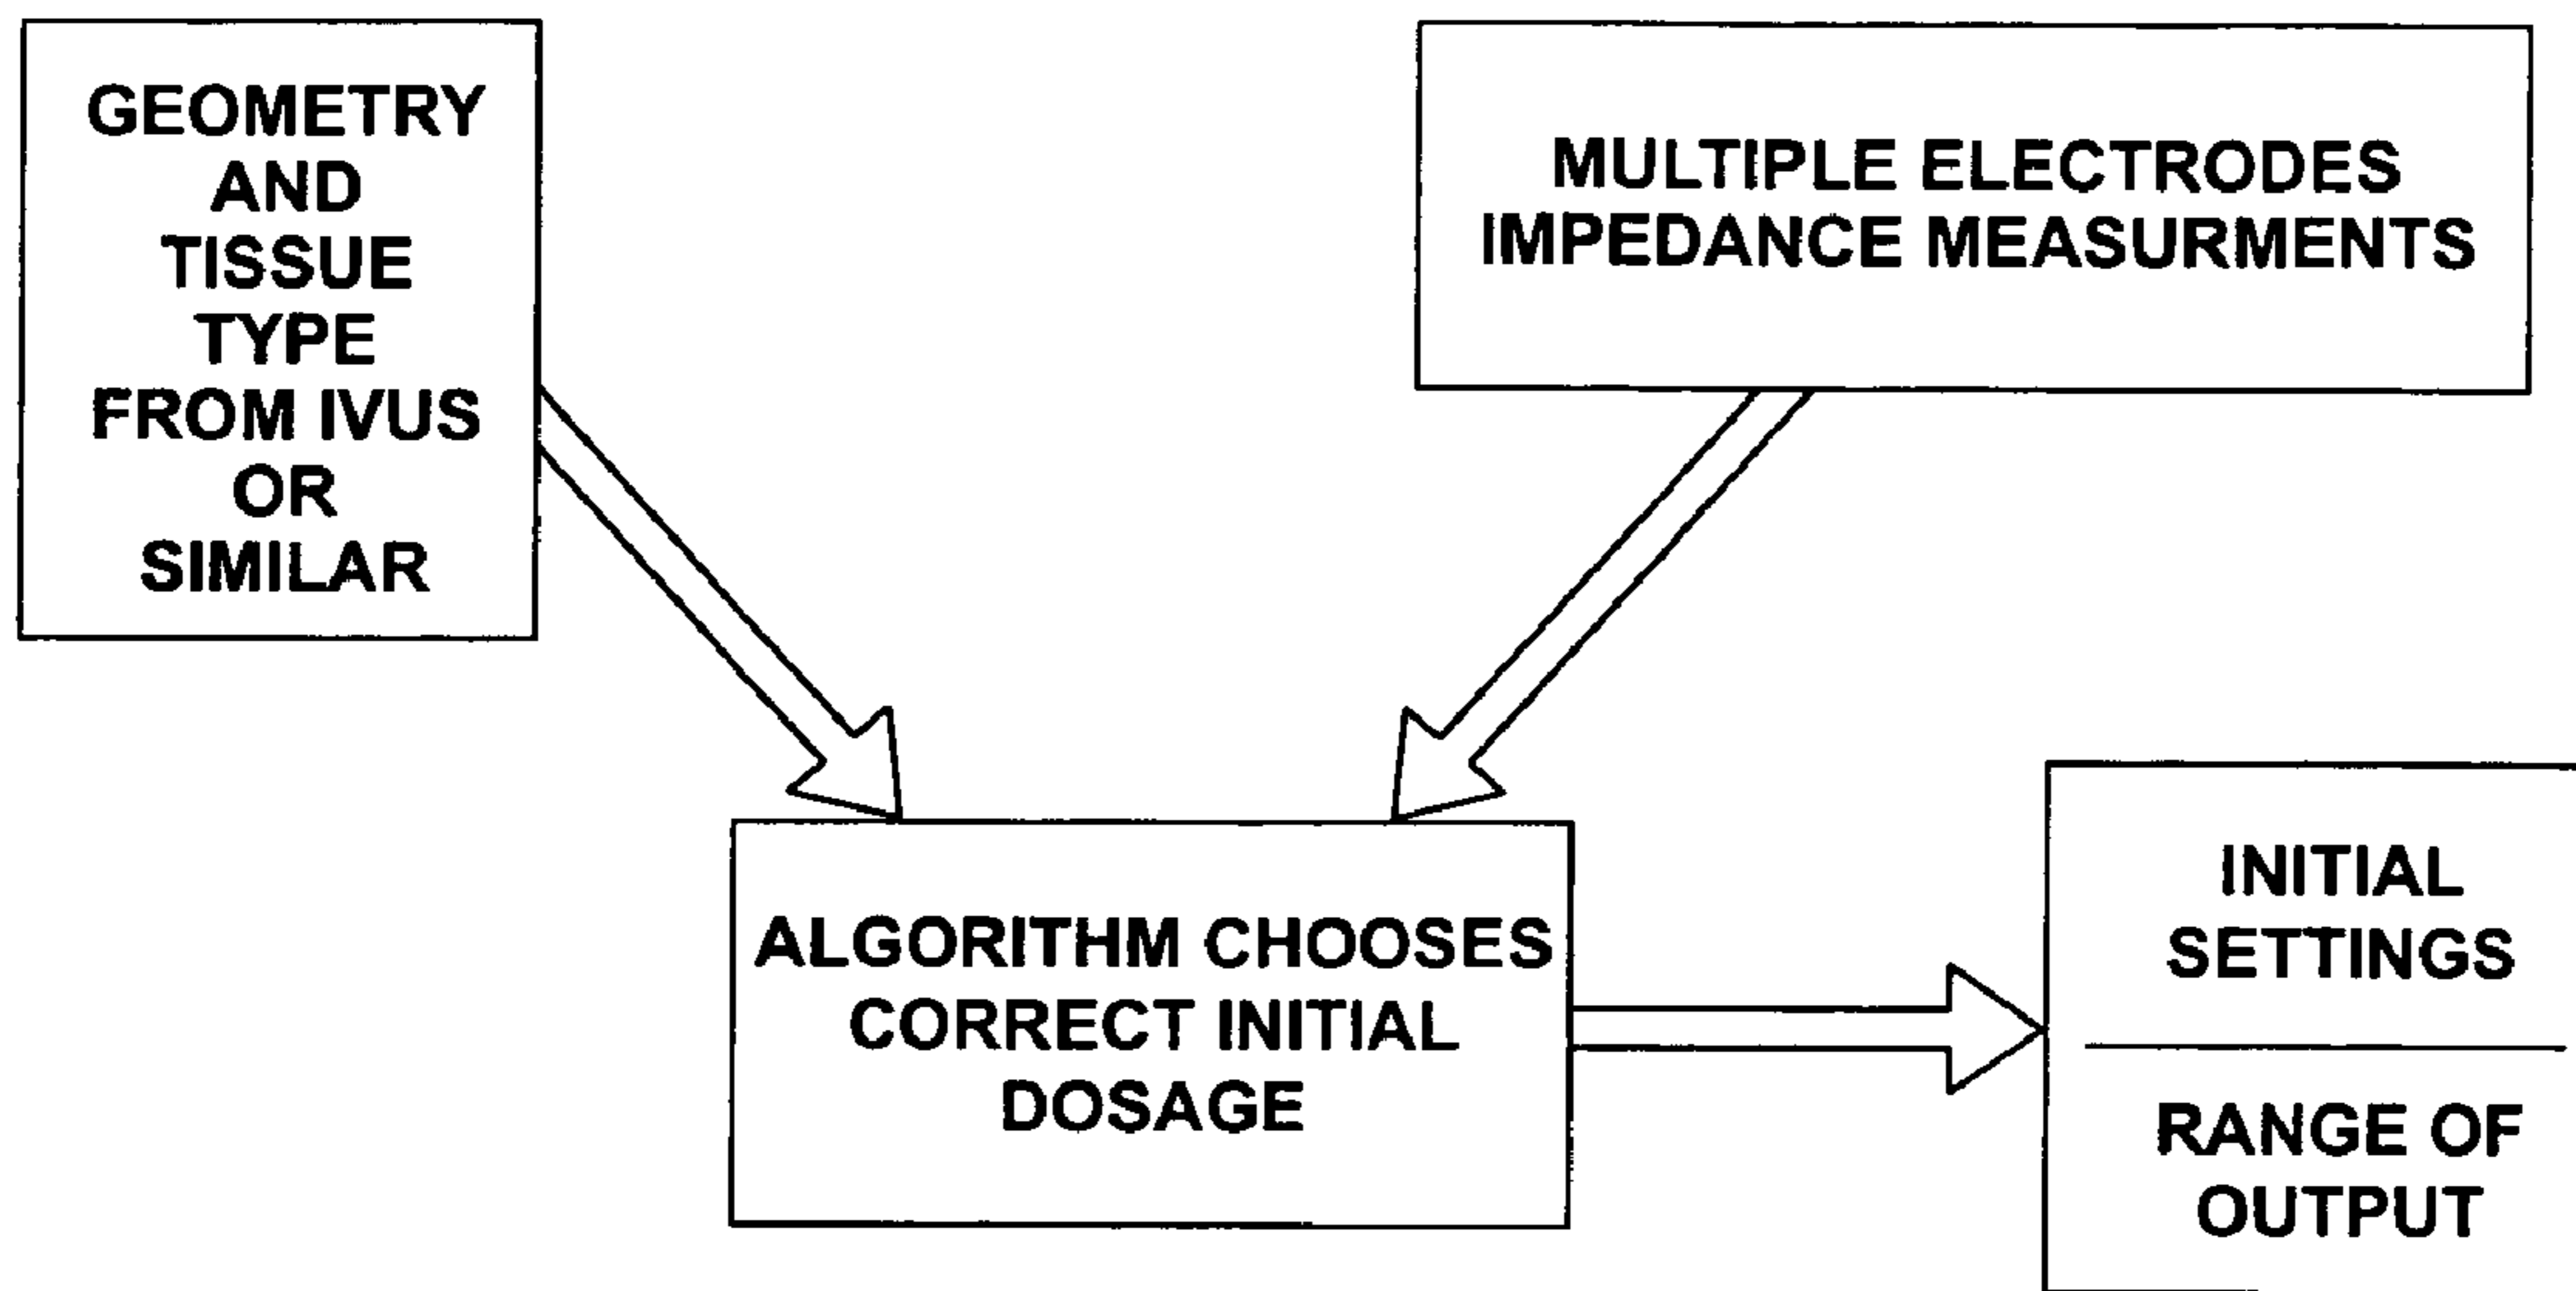 GEOMETRY
AND
TISSUE
TYPE
FROM IVUS
OR
SIMILAR
MULTIPLE ELECTRODES
IMPEDANCE MEASURMENTS
ALGORITHM CHOOSES
CORRECT INITIAL
DOSAGE
INITIAL
SETTINGS
RANGE OF
OUTPUT